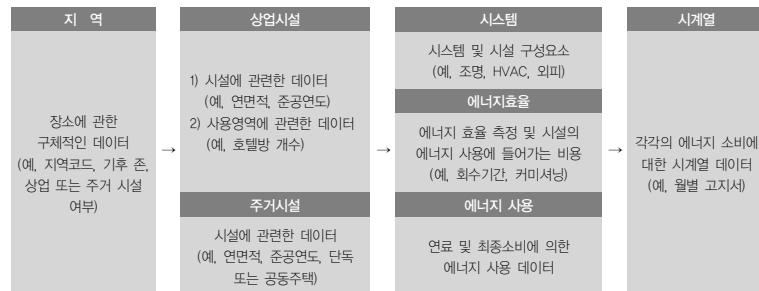 지 역
장소에 관한
구체적인 데이터
(예, 지역코드, 기후 존,
상업 또는 주거 시설
여부)
→
상업시설
1) 시설에 관련한 데이터
(예, 연면적, 준공연도)
2) 사용영역에 관련한 데이터
(예, 호텔방 개수)
주거시설
시설에 관련한 데이터
(예, 연면적, 준공연도, 단독
또는 공동주택)
→
시스템
시스템 및 시설 구성요소
(예, 조명, HVAC, 외피)
에너지효율
에너지 효율 측정 및 시설의
에너지 사용에 들어가는 비용
(예, 회수기간, 커미셔닝)
에너지 사용
연료 및 최종소비에 의한
에너지 사용 데이터
→
시계열
각각의 에너지 소비에
대한 시계열 데이터
(예, 월별 고지서)